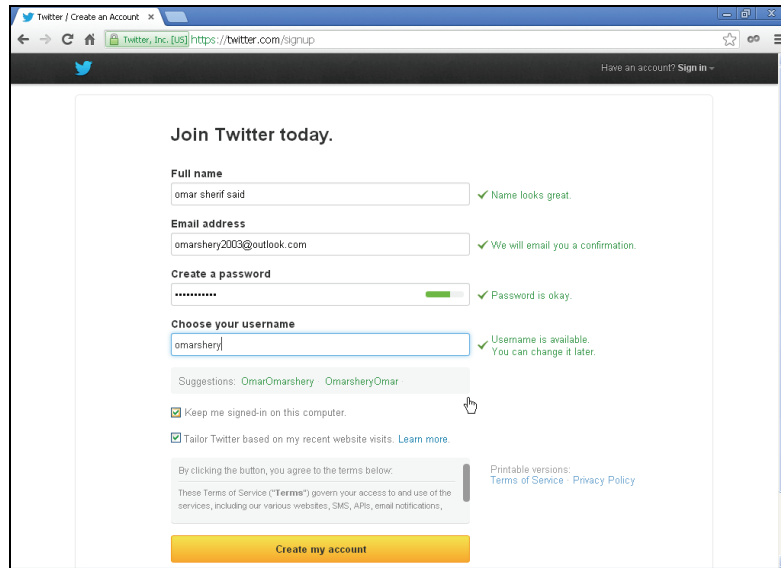 Twitter / Create an Account
Twitter, Inc. [US] https://twitter.com/signup
Have an account? Sign in
Join Twitter today.
Full name
omar sherif said
Name looks great.
Email address
omarshery2003@outlook.com
We will email you a confirmation.
Create a password
Password is okay.
Choose your username
omarshery
Username is available.
You can change it later.
Suggestions: OmarOmarshery · OmarsheryOmar
Keep me signed-in on this computer.
Tailor Twitter based on my recent website visits. Learn more.
By clicking the button, you agree to the terms below:
These Terms of Service ("Terms") govern your access to and use of the
services, including our various websites, SMS, APIs, email notifications,
Printable versions:
Terms of Service · Privacy Policy
Create my account